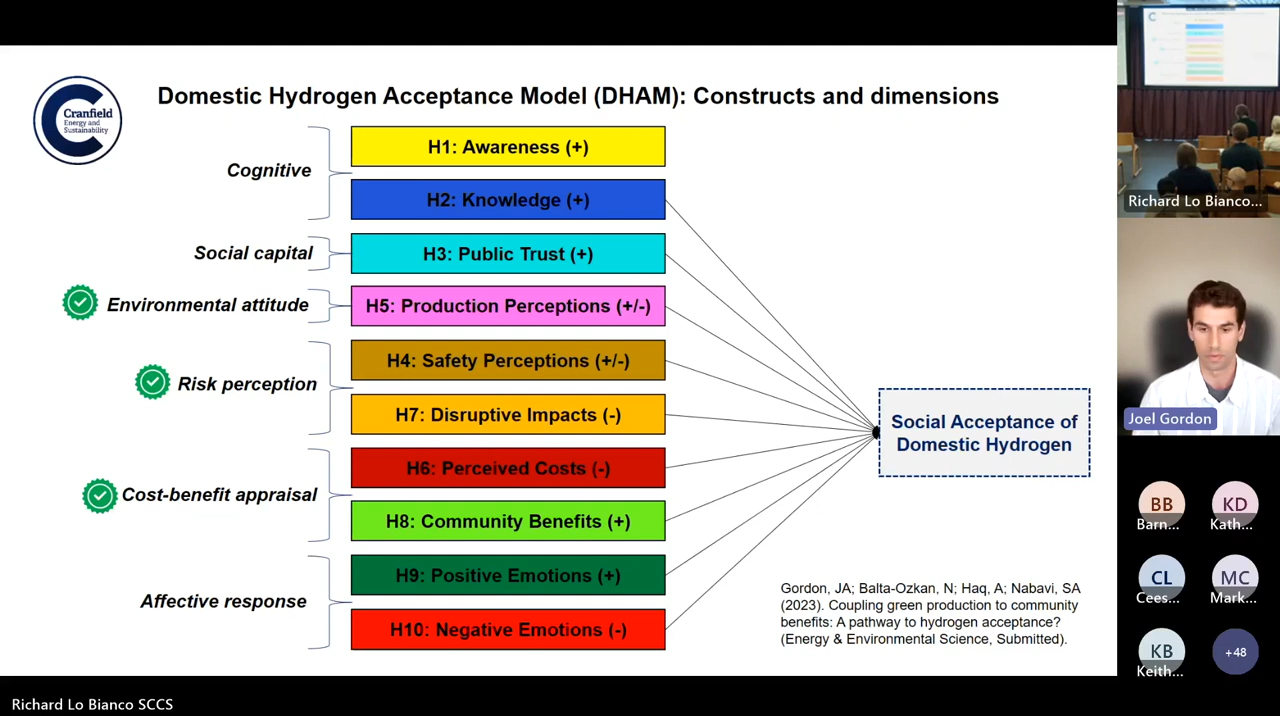 Cranfield
Energy and
Sustainability
Domestic Hydrogen Acceptance Model (DHAM): Constructs and dimensions
Cognitive
H1: Awareness (+)
H2: Knowledge (+)
Social capital
H3: Public Trust (+)
Environmental attitude
H5: Production Perceptions (+/-)
Risk perception
H4: Safety Perceptions (+/-)
H7: Disruptive Impacts (-)
Cost-benefit appraisal
H6: Perceived Costs (-)
H8: Community Benefits (+)
Affective response
H9: Positive Emotions (+)
H10: Negative Emotions (-)
Social Acceptance of
Domestic Hydrogen
Gordon, JA; Balta-Ozkan, N; Haq, A; Nabavi, SA
(2023). Coupling green production to community
benefits: A pathway to hydrogen acceptance?
(Energy & Environmental Science, Submitted).
Richard Lo Bianco...
Joel Gordon
BB
Barn...
KD
Kath...
CL
Cees...
MC
Mark...
KB
Keith...
+48
Richard Lo Bianco SCCS